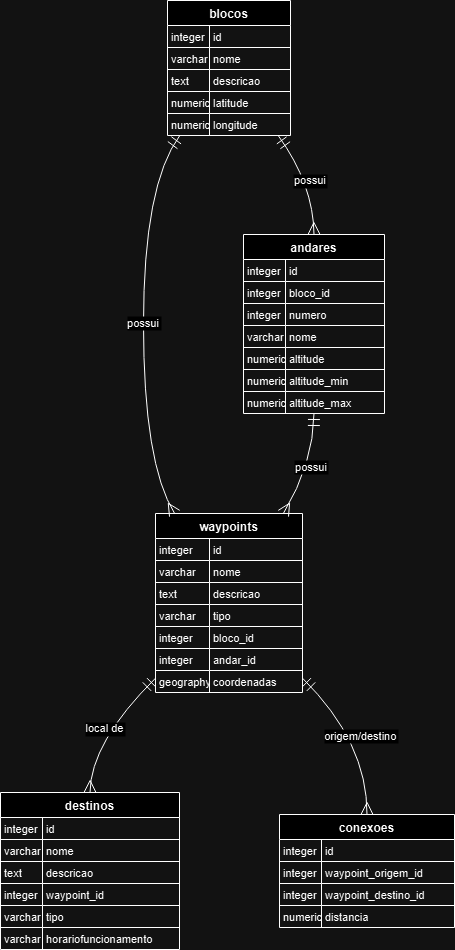 blocos
integer id
varchar nome
text descricao
numeric latitude
numeric longitude
possui
andares
integer id
integer bloco_id
integer numero
varchar nome
numeric altitude
numeric altitude_min
numeric altitude_max
possui
possui
waypoints
integer id
varchar nome
text descricao
varchar tipo
integer bloco_id
integer andar_id
geography coordenadas
local de
origem/destino
destinos
integer id
varchar nome
text descricao
integer waypoint_id
varchar tipo
varchar horariofuncionamento
conexoes
integer id
integer waypoint_origem_id
integer waypoint_destino_id
numeric distancia